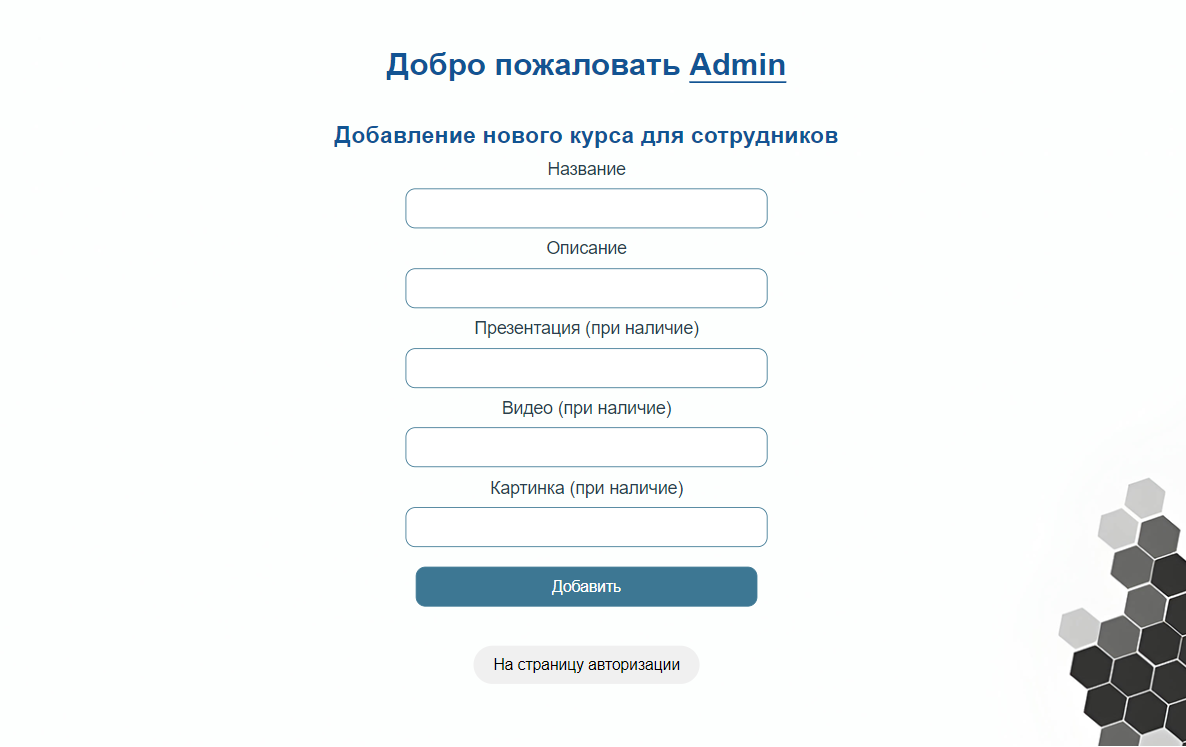 Добро пожаловать Admin
Добавление нового курса для сотрудников
Название
Описание
Презентация (при наличие)
Видео (при наличие)
Картинка (при наличие)
Добавить
На страницу авторизации